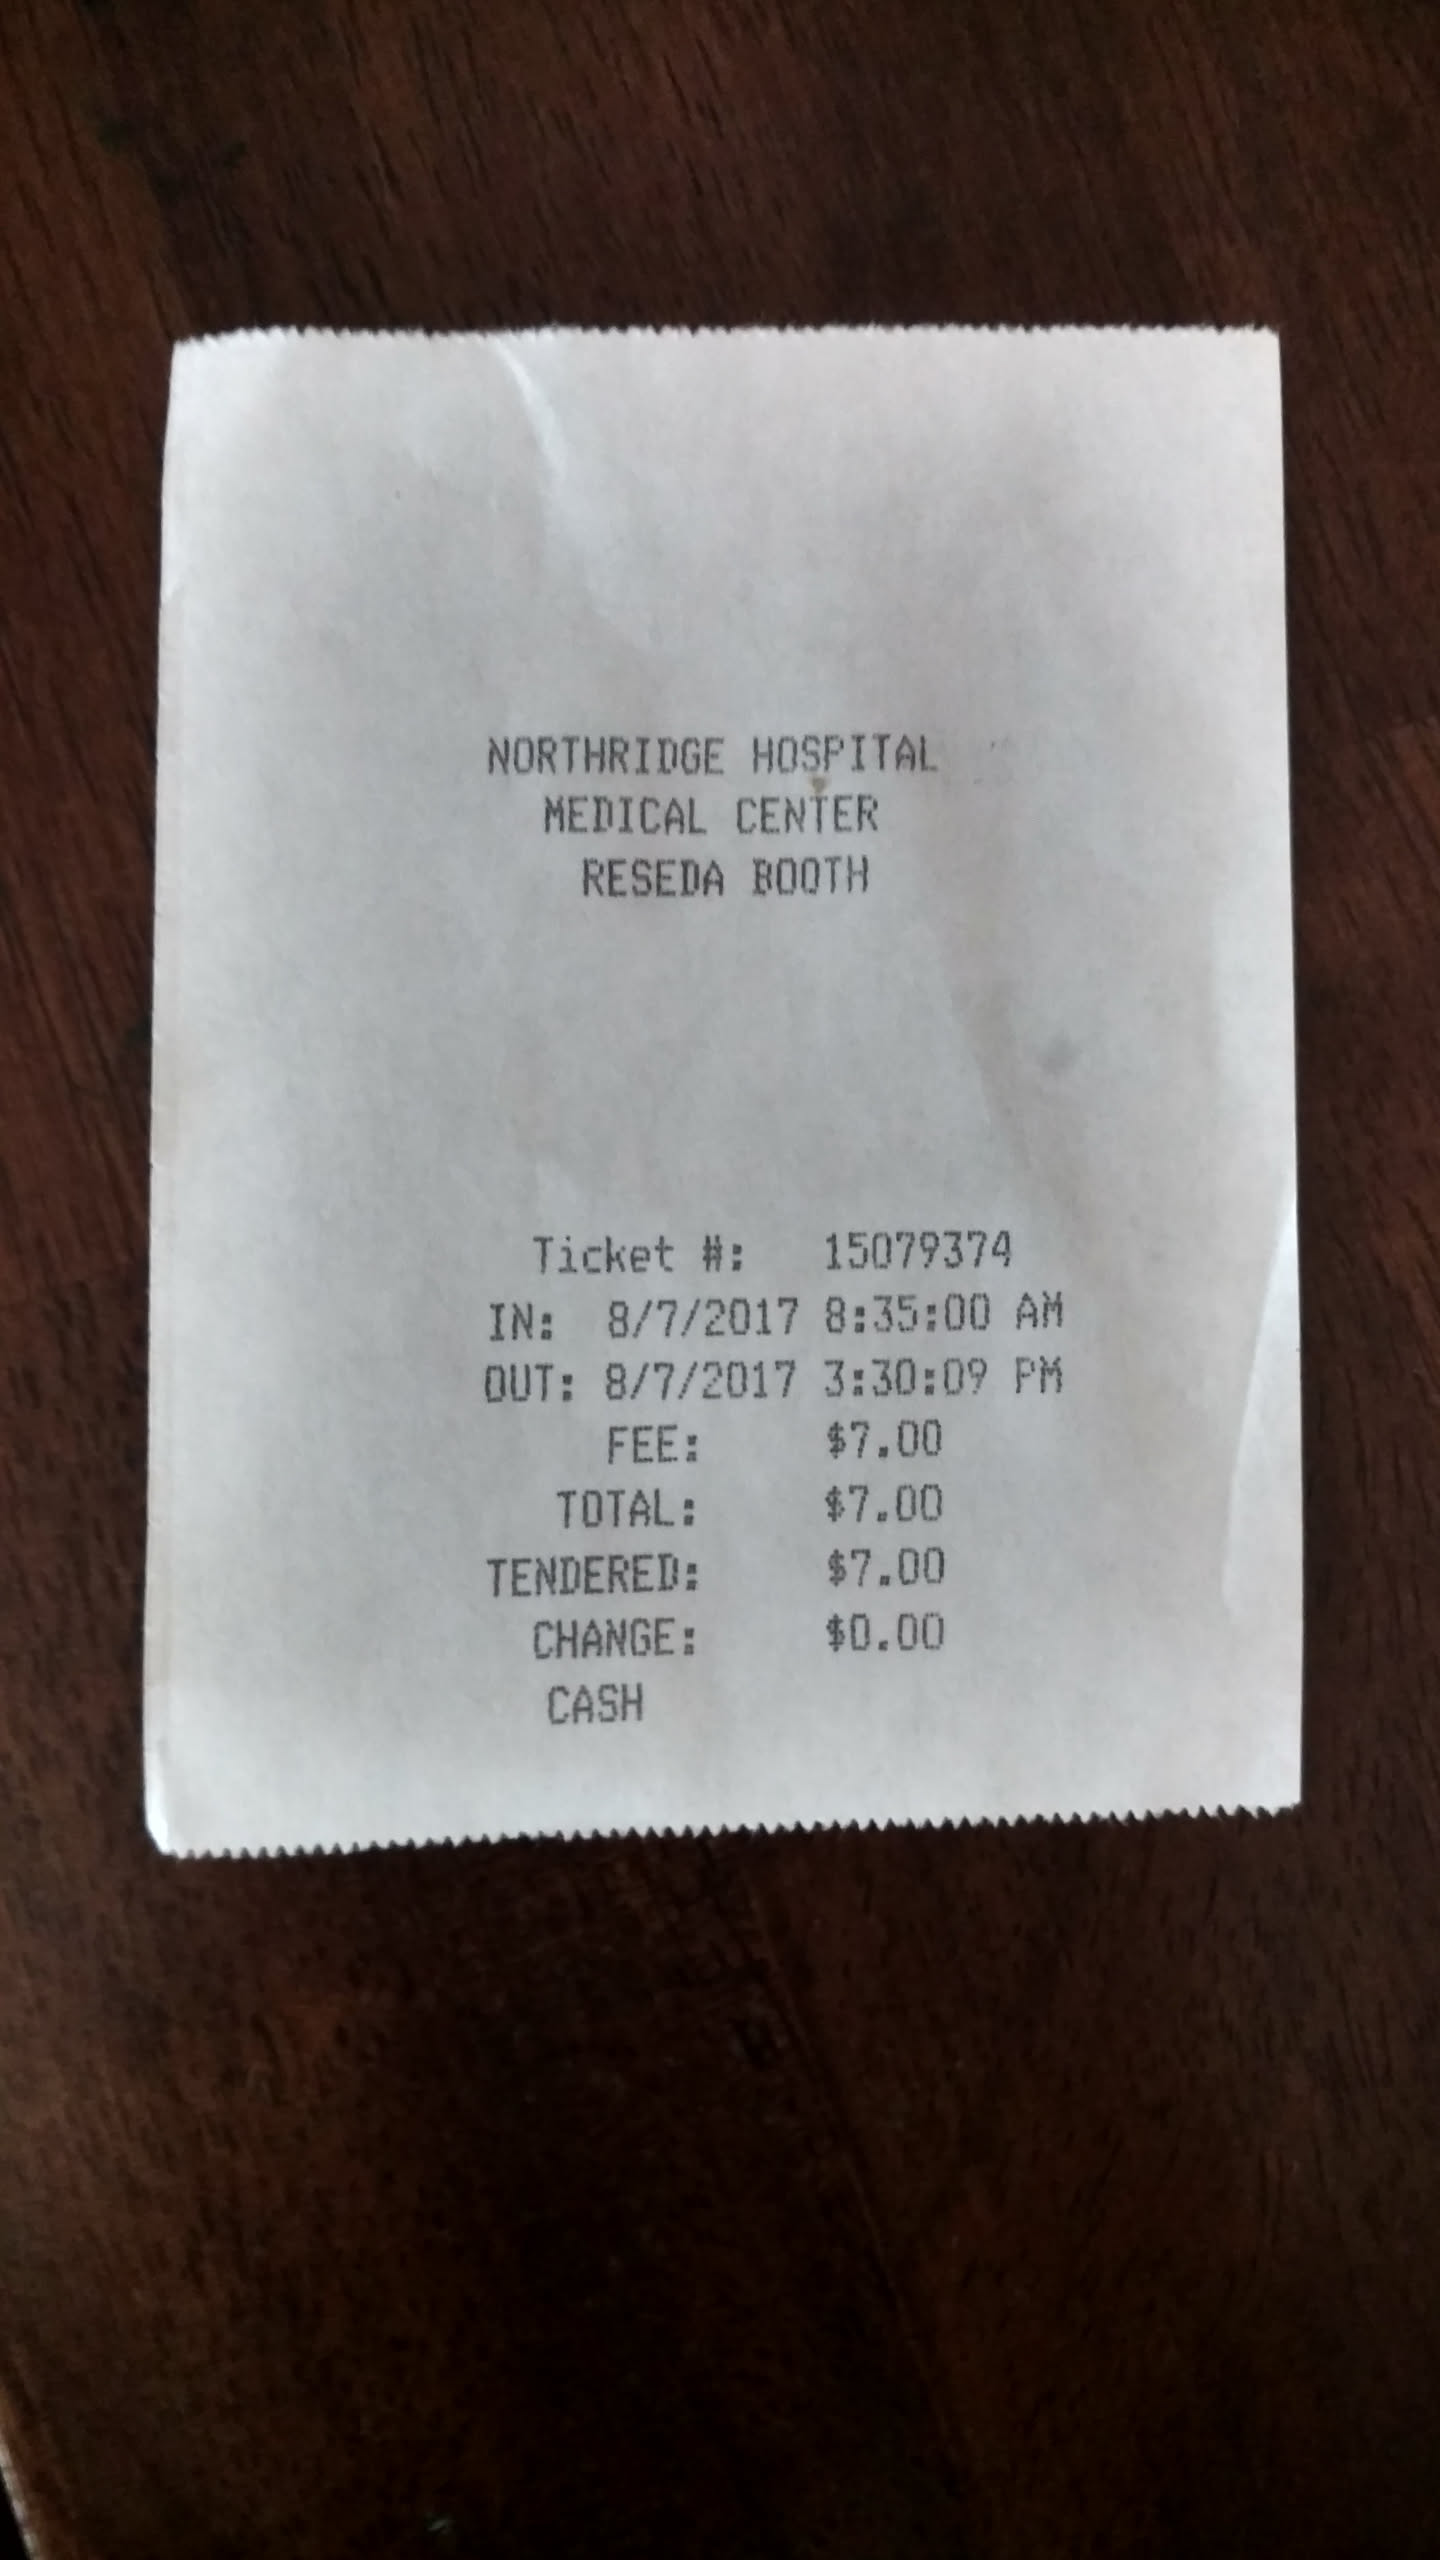 NORTHRIDGE HOSPITAL
MEDICAL CENTER
RESEDA BOOTH
Ticket #: 15079374
IN: 8/7/2017 8:35:00 AM
OUT: 8/7/2017 3:30:09 PM
FEE: $7.00
TOTAL: $7.00
TENDERED: $7.00
CHANGE: $0.00
CASH